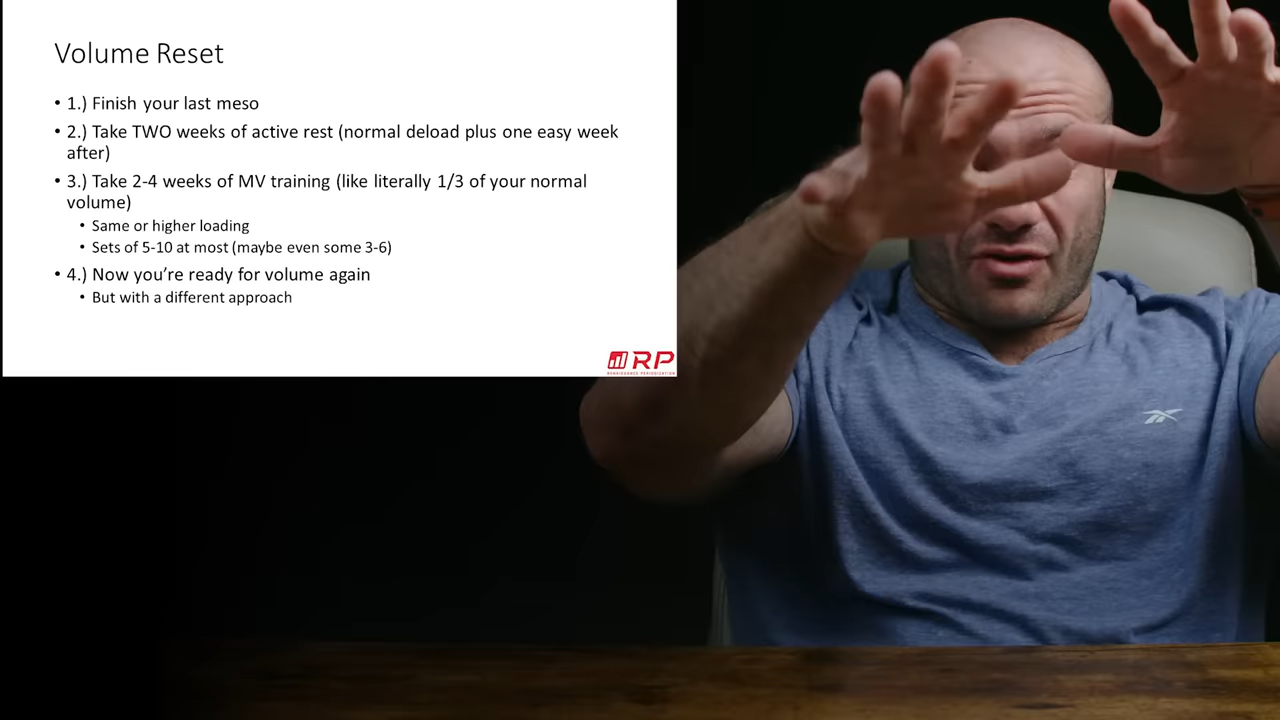 Volume Reset
• 1.) Finish your last meso
• 2.) Take TWO weeks of active rest (normal deload plus one easy week
after)
• 3.) Take 2-4 weeks of MV training (like literally 1/3 of your normal
volume)
• Same or higher loading
• Sets of 5-10 at most (maybe even some 3-6)
• 4.) Now you're ready for volume again
• But with a different approach
RP
RENAISSANCE PERIODIZATION